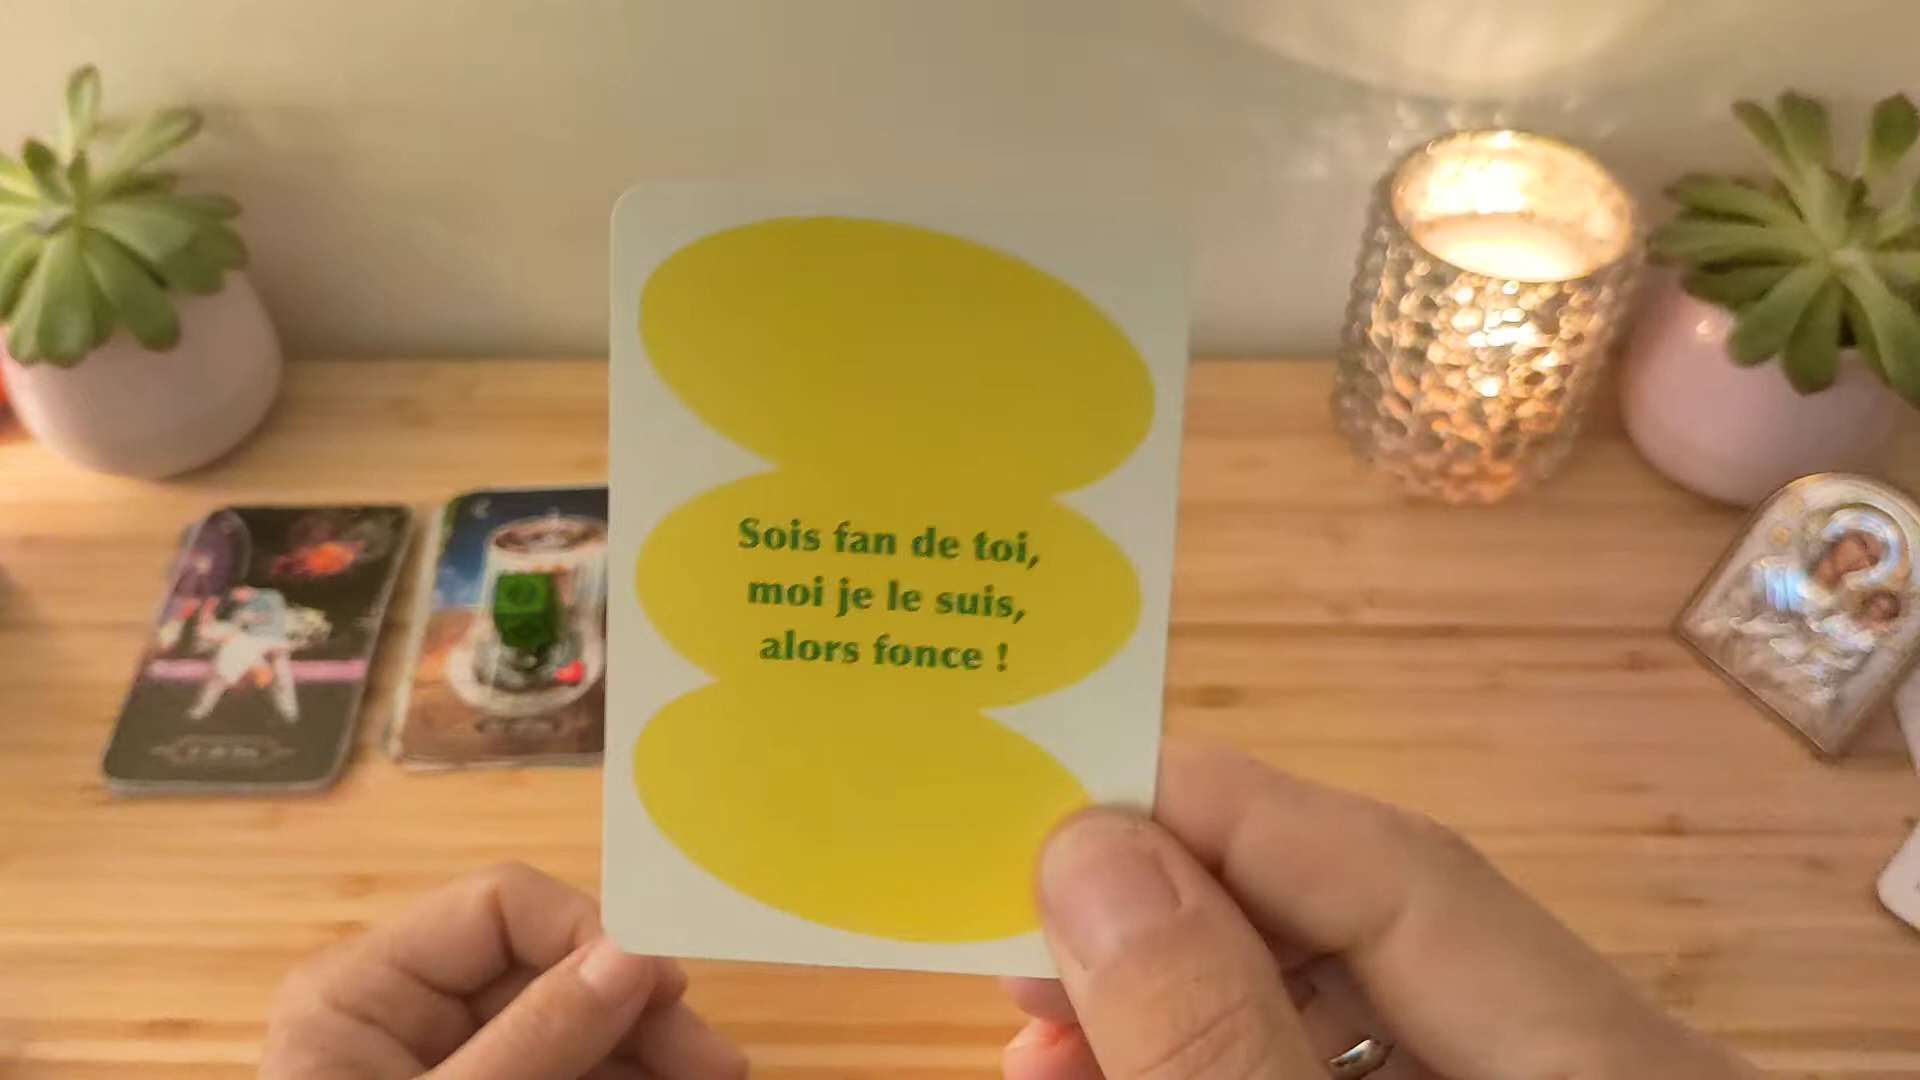 Sois fan de toi,
moi je le suis,
alors fonce !